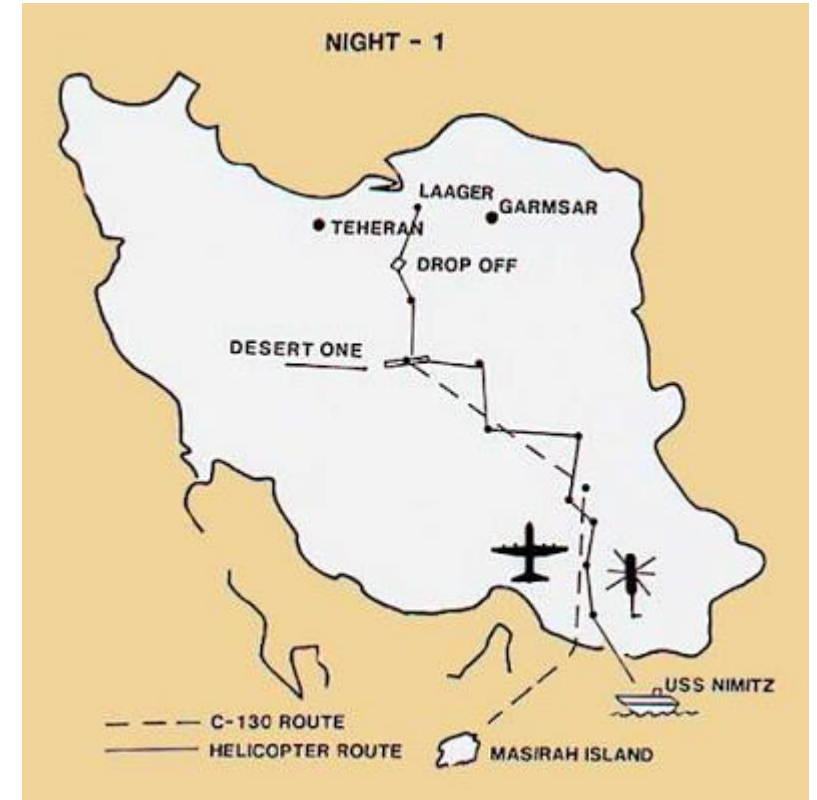 NIGHT - 1
LAAGER
GARMSAR
TEHERAN
DROP OFF
DESERT ONE
USS NIMITZ
C-130 ROUTE
HELICOPTER ROUTE
MASIRAH ISLAND